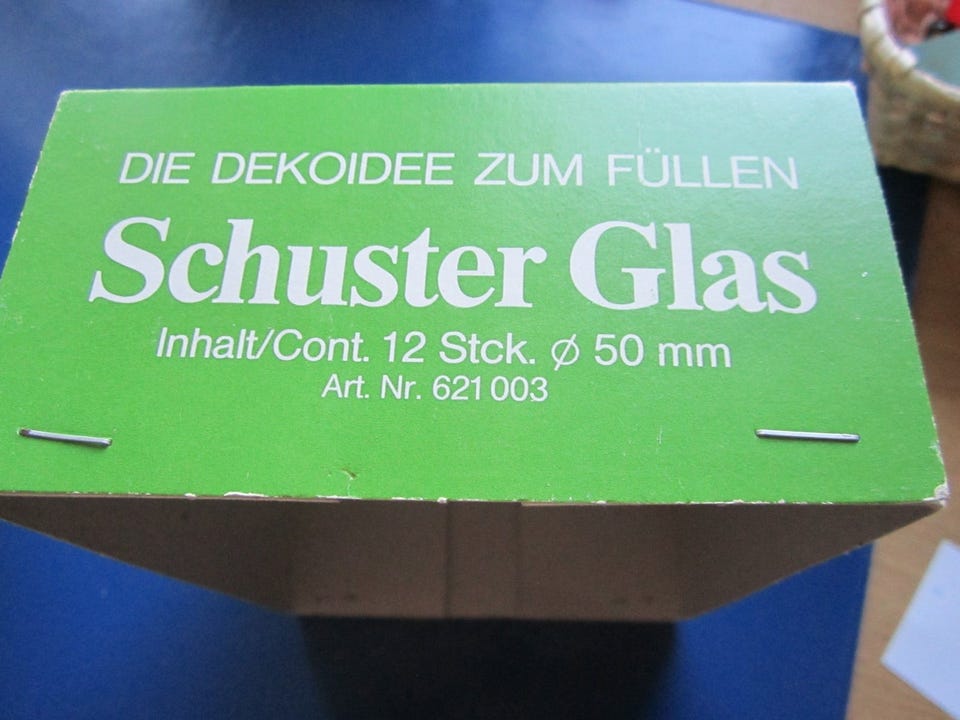 DIE DEKOIDEE ZUM FÜLLEN
Schuster Glas
Inhalt/Cont. 12 Stck. ø 50 mm
Art. Nr. 621 003